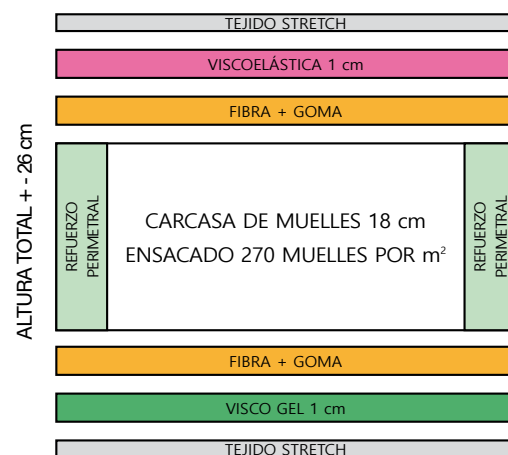 TEJIDO STRETCH
VISCOELÁSTICA 1 cm
FIBRA + GOMA
ALTURA TOTAL + - 26 cm
REFUERZO
PERIMETRAL
CARCASA DE MUELLES 18 cm
ENSACADO 270 MUELLES POR m²
REFUERZO
PERIMETRAL
FIBRA + GOMA
VISCO GEL 1 cm
TEJIDO STRETCH